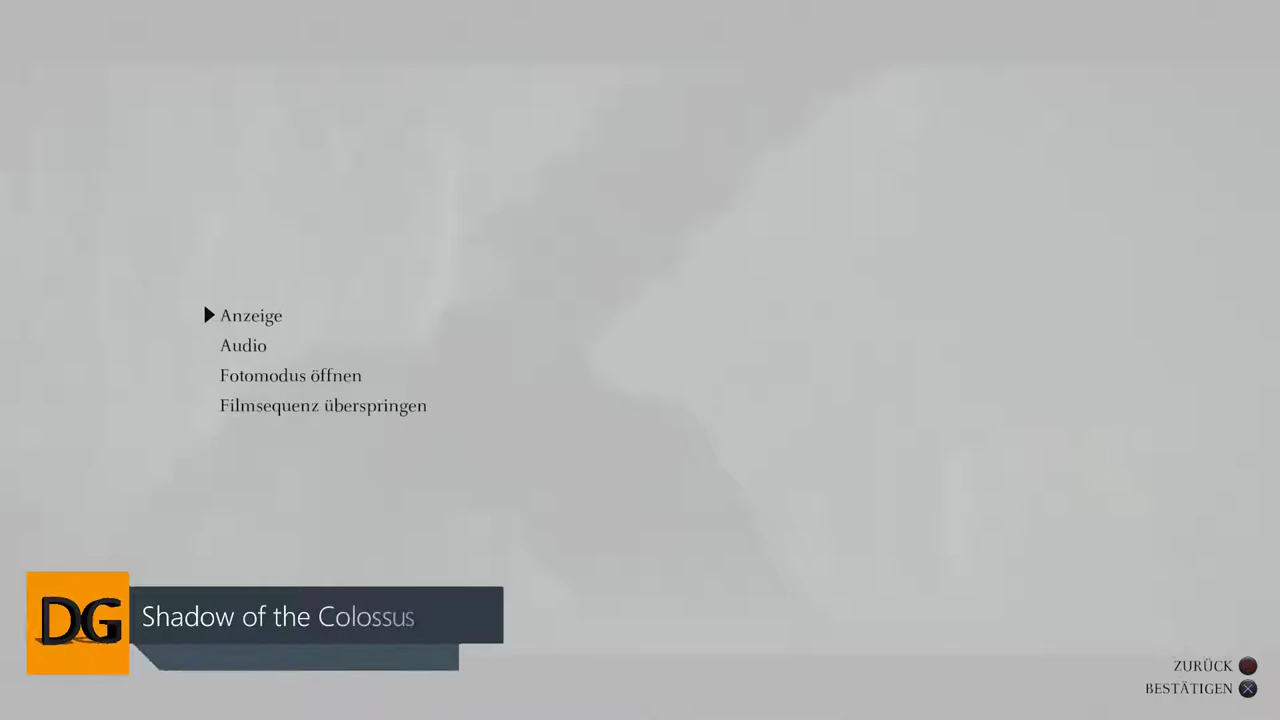 Anzeige
Audio
Fotomodus öffnen
Filmsequenz überspringen
DG
Shadow of the Colossus
ZURÜCK
BESTÄTIGEN